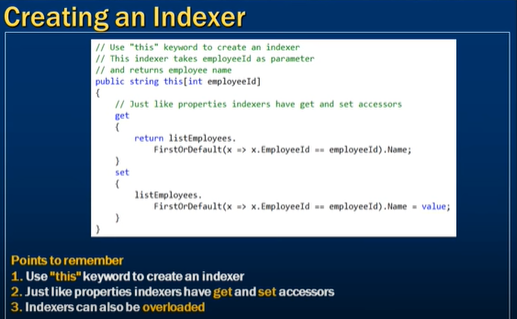 Creating an Indexer
// Use "this" keyword to create an indexer
// This indexer takes employeeId as parameter
// and returns employee name
public string this[int employeeId]
{
// Just like properties indexers have get and set accessors
get
{
return listEmployees.
FirstOrDefault(x => x.EmployeeId == employeeId).Name;
}
set
{
listEmployees.
FirstOrDefault(x => x.EmployeeId == employeeId).Name = value;
}
}
Points to remember
1. Use "this" keyword to create an indexer
2. Just like properties indexers have get and set accessors
3. Indexers can also be overloaded